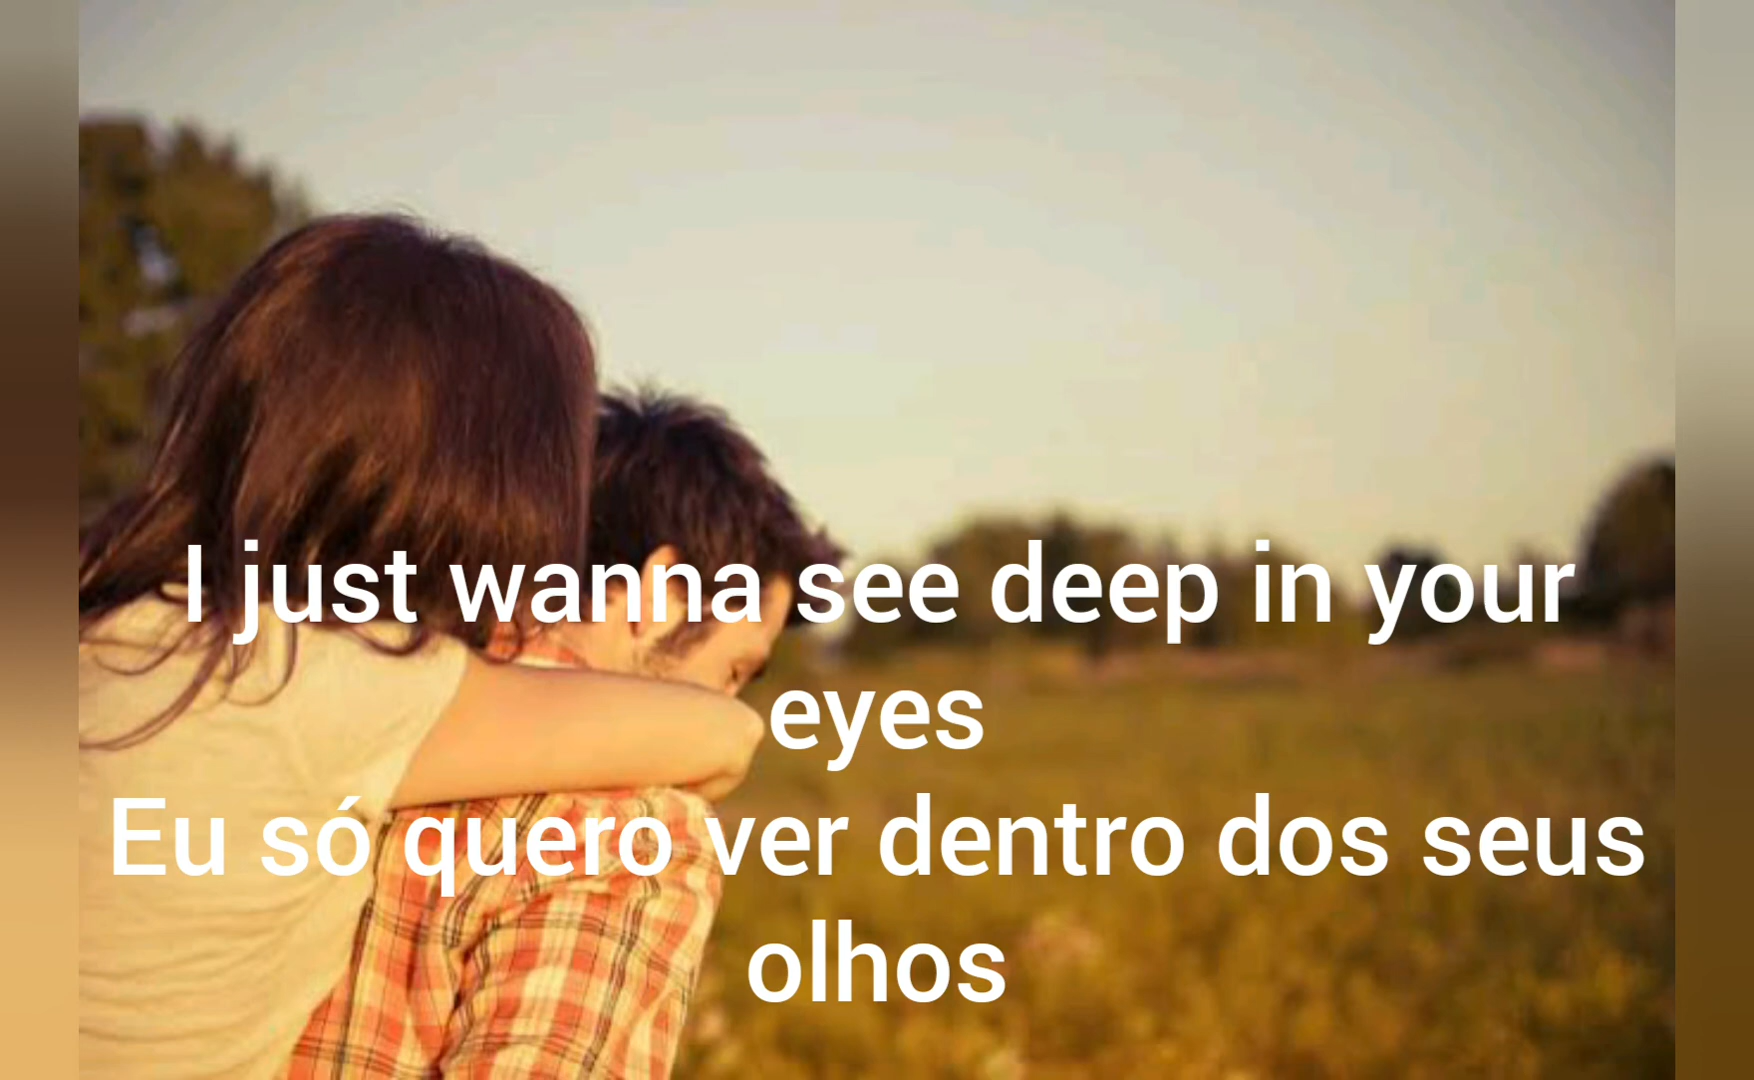 I just wanna see deep in your
eyes
Eu só quero ver dentro dos seus
olhos